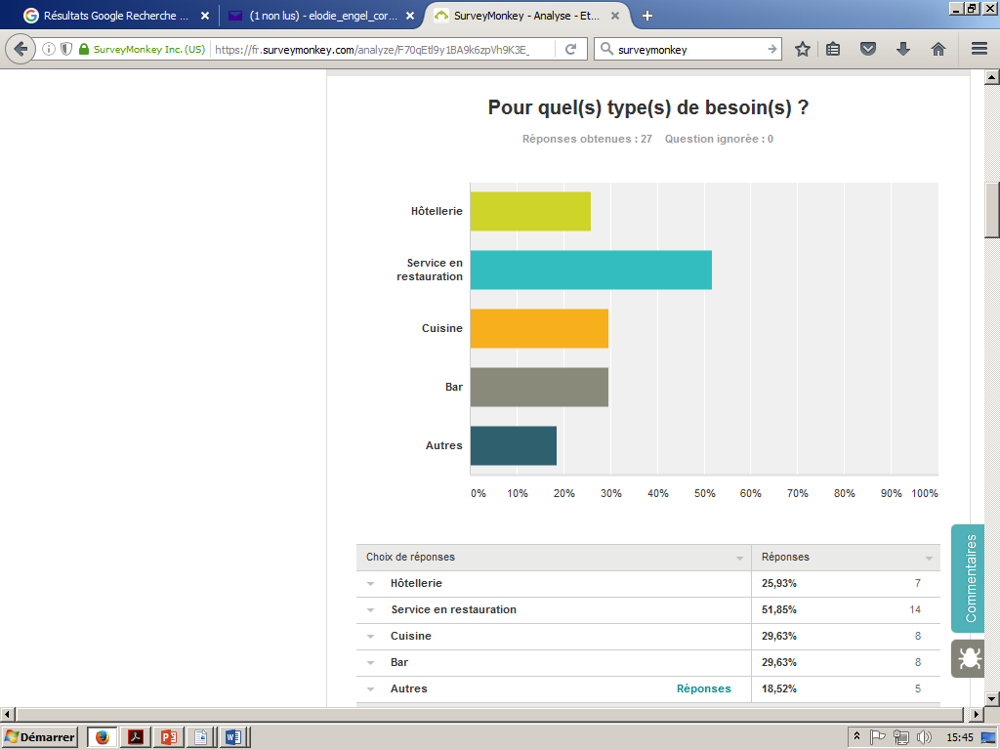 Résultats Google Recherche ...
(1 non lus) - elodie_engel_cor...
SurveyMonkey - Analyse - Et...
SurveyMonkey Inc. (US)
https://fr.surveymonkey.com/analyze/F70qEtl9y1BA9k6zpVh9K3E_
surveymonkey
Pour quel(s) type(s) de besoin(s) ?
Réponses obtenues : 27 Question ignorée : 0
Hôtellerie
Service en
restauration
Cuisine
Bar
Autres
0% 10% 20% 30% 40% 50% 60% 70% 80% 90% 100%
Choix de réponses Réponses
Hôtellerie 25,93% 7
Service en restauration 51,85% 14
Cuisine 29,63% 8
Bar 29,63% 8
Autres Réponses 18,52% 5
Commentaires
Démarrer
15:45